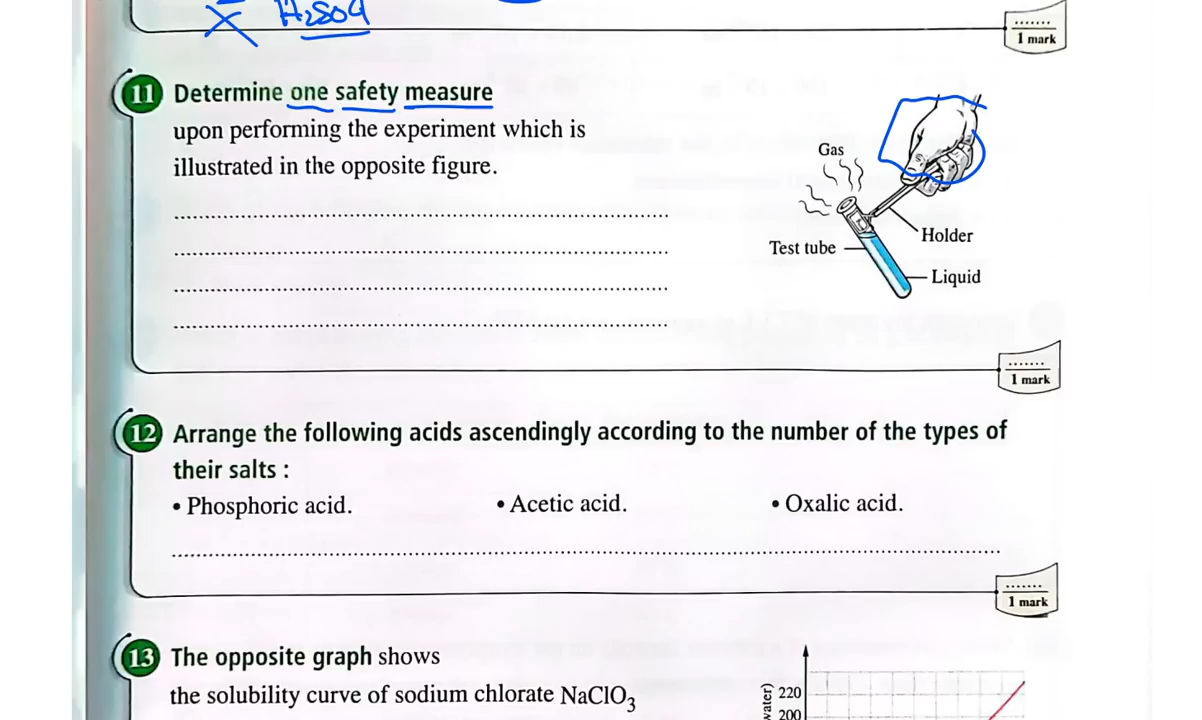 H₂SO4
.......
1 mark
11 Determine one safety measure
upon performing the experiment which is
illustrated in the opposite figure.
Gas
Holder
Test tube
Liquid
.......
1 mark
12 Arrange the following acids ascendingly according to the number of the types of
their salts :
• Phosphoric acid. • Acetic acid. • Oxalic acid.
.......
1 mark
13 The opposite graph shows
the solubility curve of sodium chlorate NaClO₃
water)
220
200